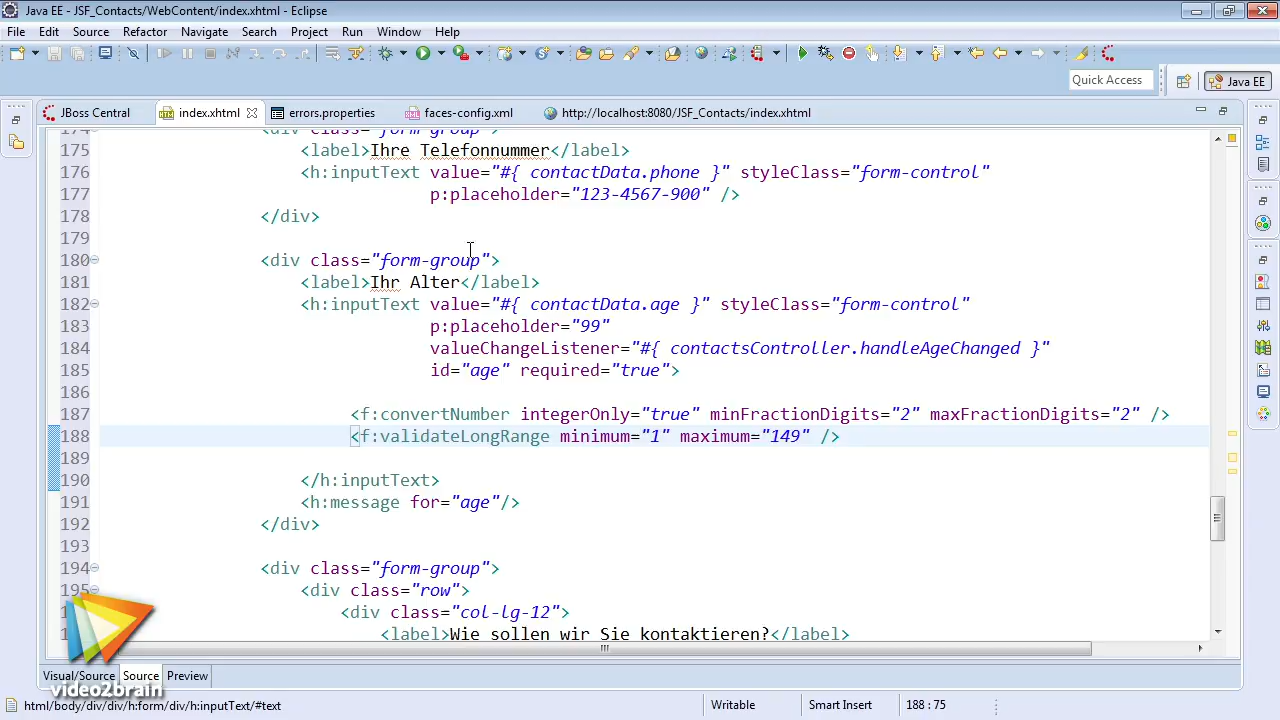 Java EE - JSF_Contacts/WebContent/index.xhtml - Eclipse
File Edit Source Refactor Navigate Search Project Run Window Help
Quick Access
Java EE
JBoss Central index.xhtml errors.properties faces-config.xml http://localhost:8080/JSF_Contacts/index.xhtml
174 <div class="form-group">
175 <label>Ihre Telefonnummer</label>
176 <h:inputText value="#{ contactData.phone }" styleClass="form-control"
177 p:placeholder="123-4567-900" />
178 </div>
179
180 <div class="form-group">
181 <label>Ihr Alter</label>
182 <h:inputText value="#{ contactData.age }" styleClass="form-control"
183 p:placeholder="99"
184 valueChangeListener="#{ contactsController.handleAgeChanged }"
185 id="age" required="true">
186
187 <f:convertNumber integerOnly="true" minFractionDigits="2" maxFractionDigits="2" />
188 <f:validateLongRange minimum="1" maximum="149" />
189
190 </h:inputText>
191 <h:message for="age"/>
192 </div>
193
194 <div class="form-group">
195 <div class="row">
<div class="col-lg-12">
<label>Wie sollen wir Sie kontaktieren?</label>
Visual/Source Source Preview
video2brain
html/body/div/div/h:form/div/h:inputText/#text
Writable Smart Insert 188 : 75